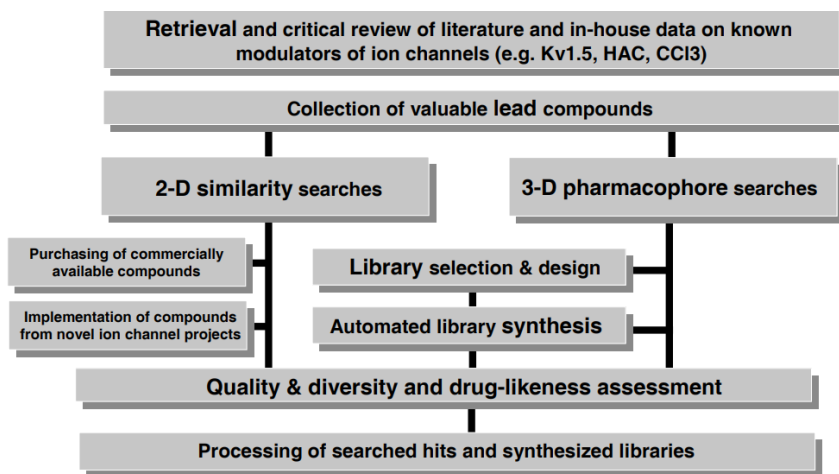 Retrieval and critical review of literature and in-house data on known
modulators of ion channels (e.g. Kv1.5, HAC, CCl3)
Collection of valuable lead compounds
2-D similarity searches
3-D pharmacophore searches
Purchasing of commercially
available compounds
Library selection & design
Implementation of compounds
from novel ion channel projects
Automated library synthesis
Quality & diversity and drug-likeness assessment
Processing of searched hits and synthesized libraries